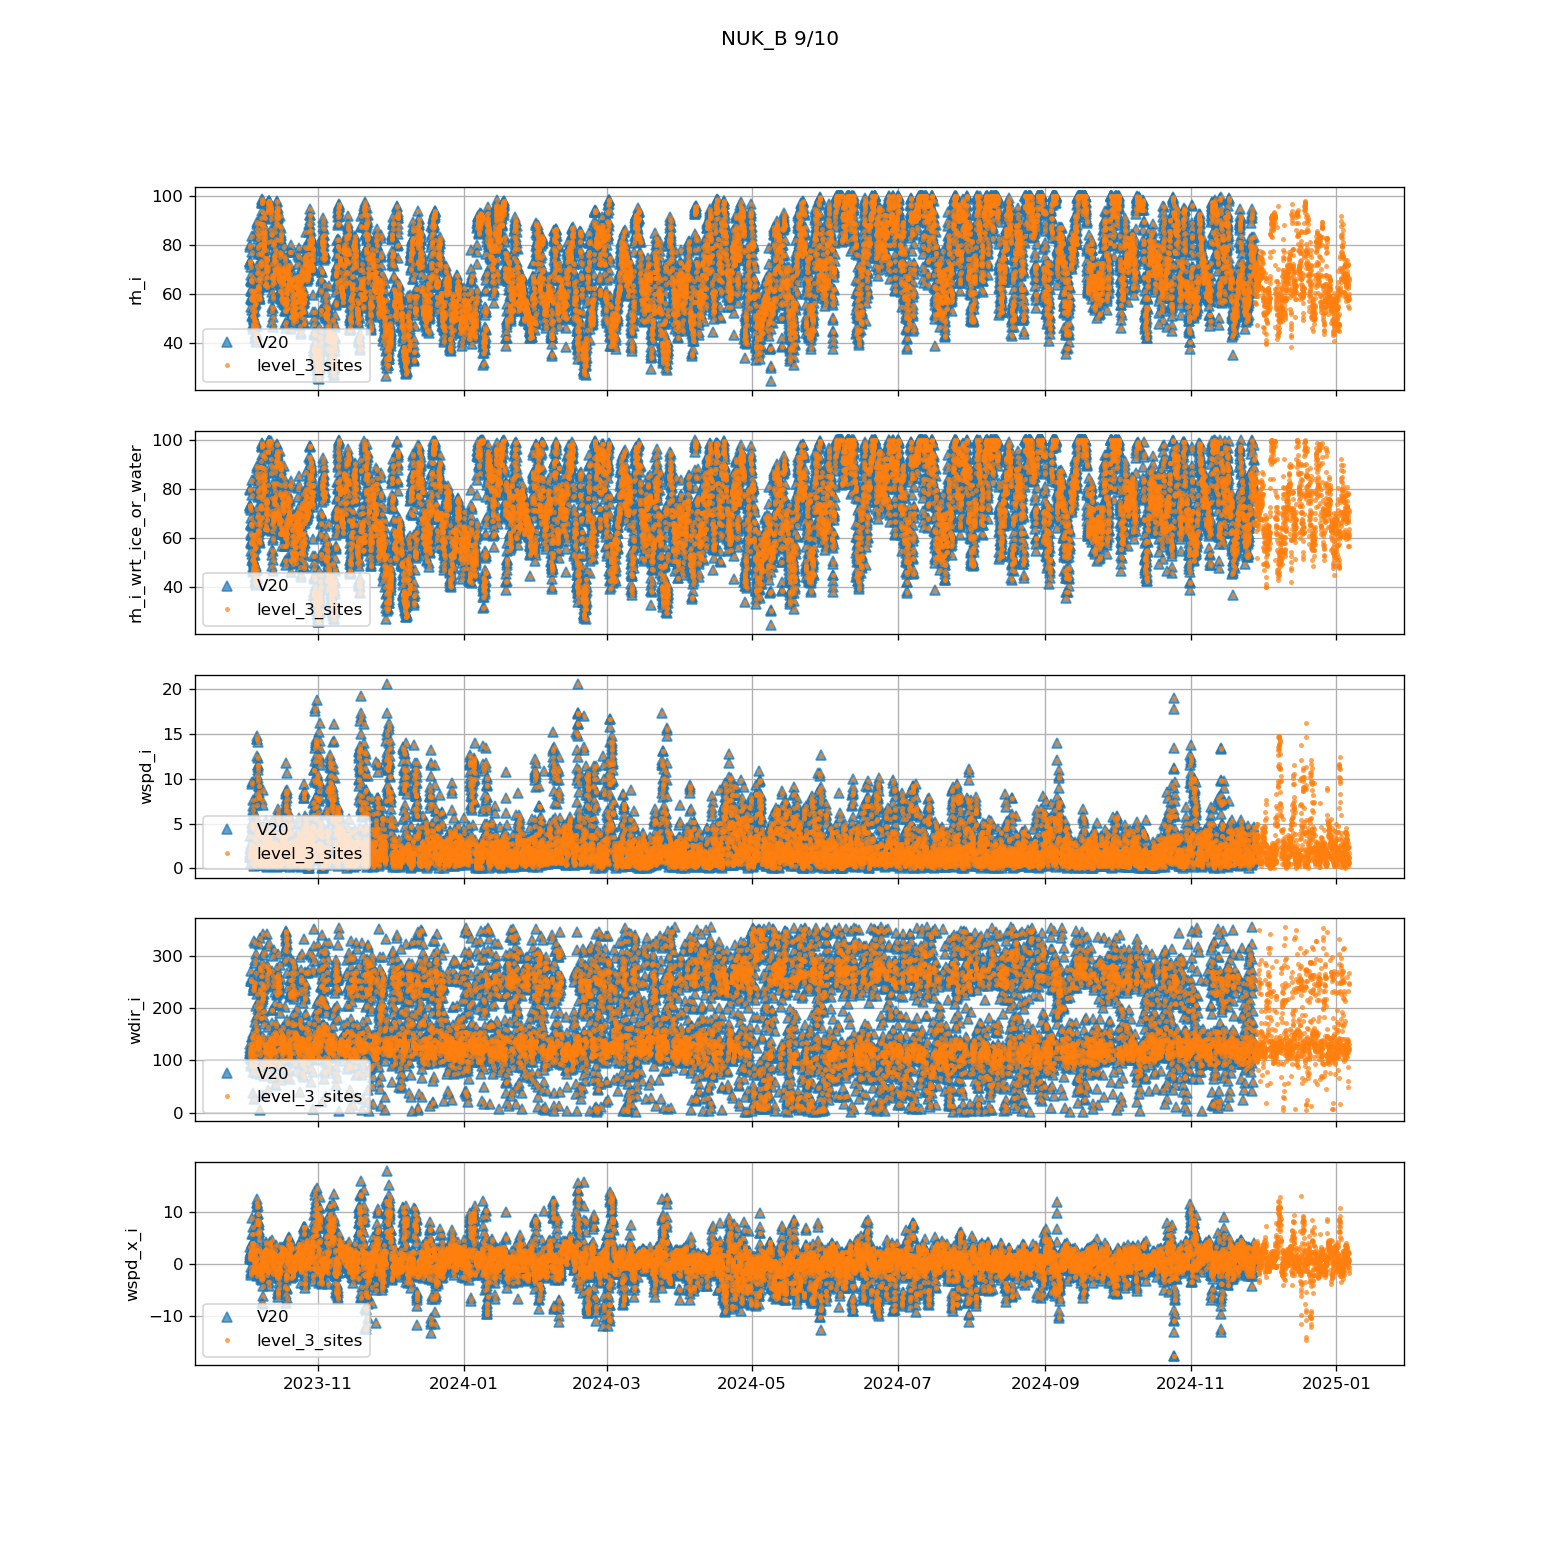 NUK_B 9/10
100
80
60
40
rh_i
V20
level_3_sites
100
80
60
40
rh_i_wrt_ice_or_water
V20
level_3_sites
20
15
10
5
0
wspd_i
V20
level_3_sites
300
200
100
0
wdir_i
V20
level_3_sites
10
0
−10
wspd_x_i
V20
level_3_sites
2023-11 2024-01 2024-03 2024-05 2024-07 2024-09 2024-11 2025-01